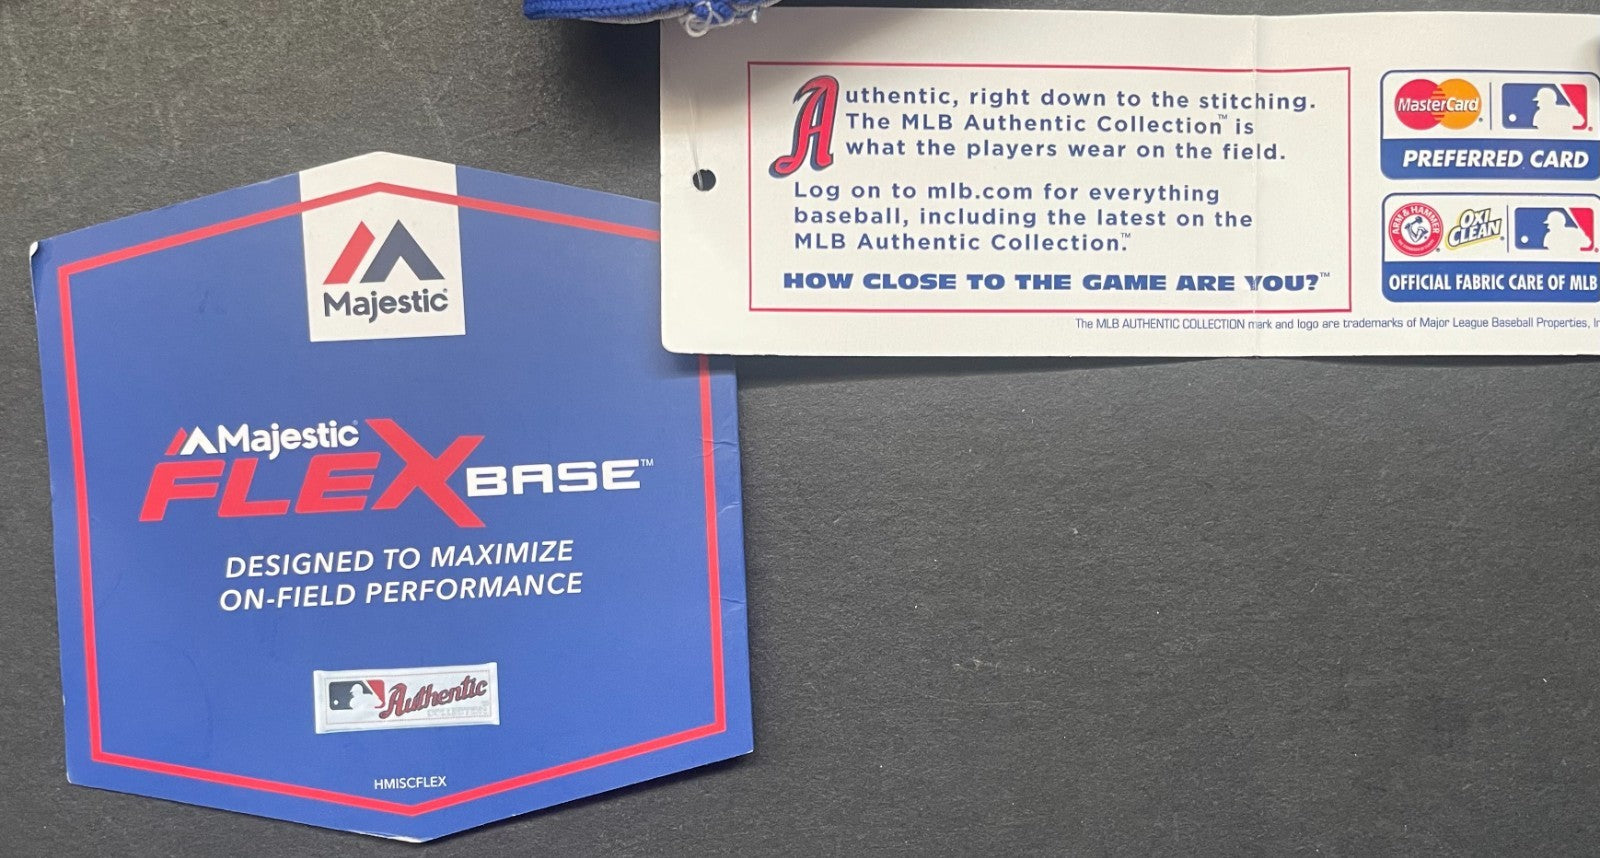 Majestic
Majestic
FLEXBASE™
DESIGNED TO MAXIMIZE
ON-FIELD PERFORMANCE
Authentic
COLLECTION
HMISCFLEX
Authentic, right down to the stitching.
The MLB Authentic Collection™ is
what the players wear on the field.
Log on to mlb.com for everything
baseball, including the latest on the
MLB Authentic Collection.™
HOW CLOSE TO THE GAME ARE YOU?™
The MLB AUTHENTIC COLLECTION mark and logo are trademarks of Major League Baseball Properties, In
MasterCard
PREFERRED CARD
ARM & HAMMER
OXI
CLEAN
OFFICIAL FABRIC CARE OF MLB